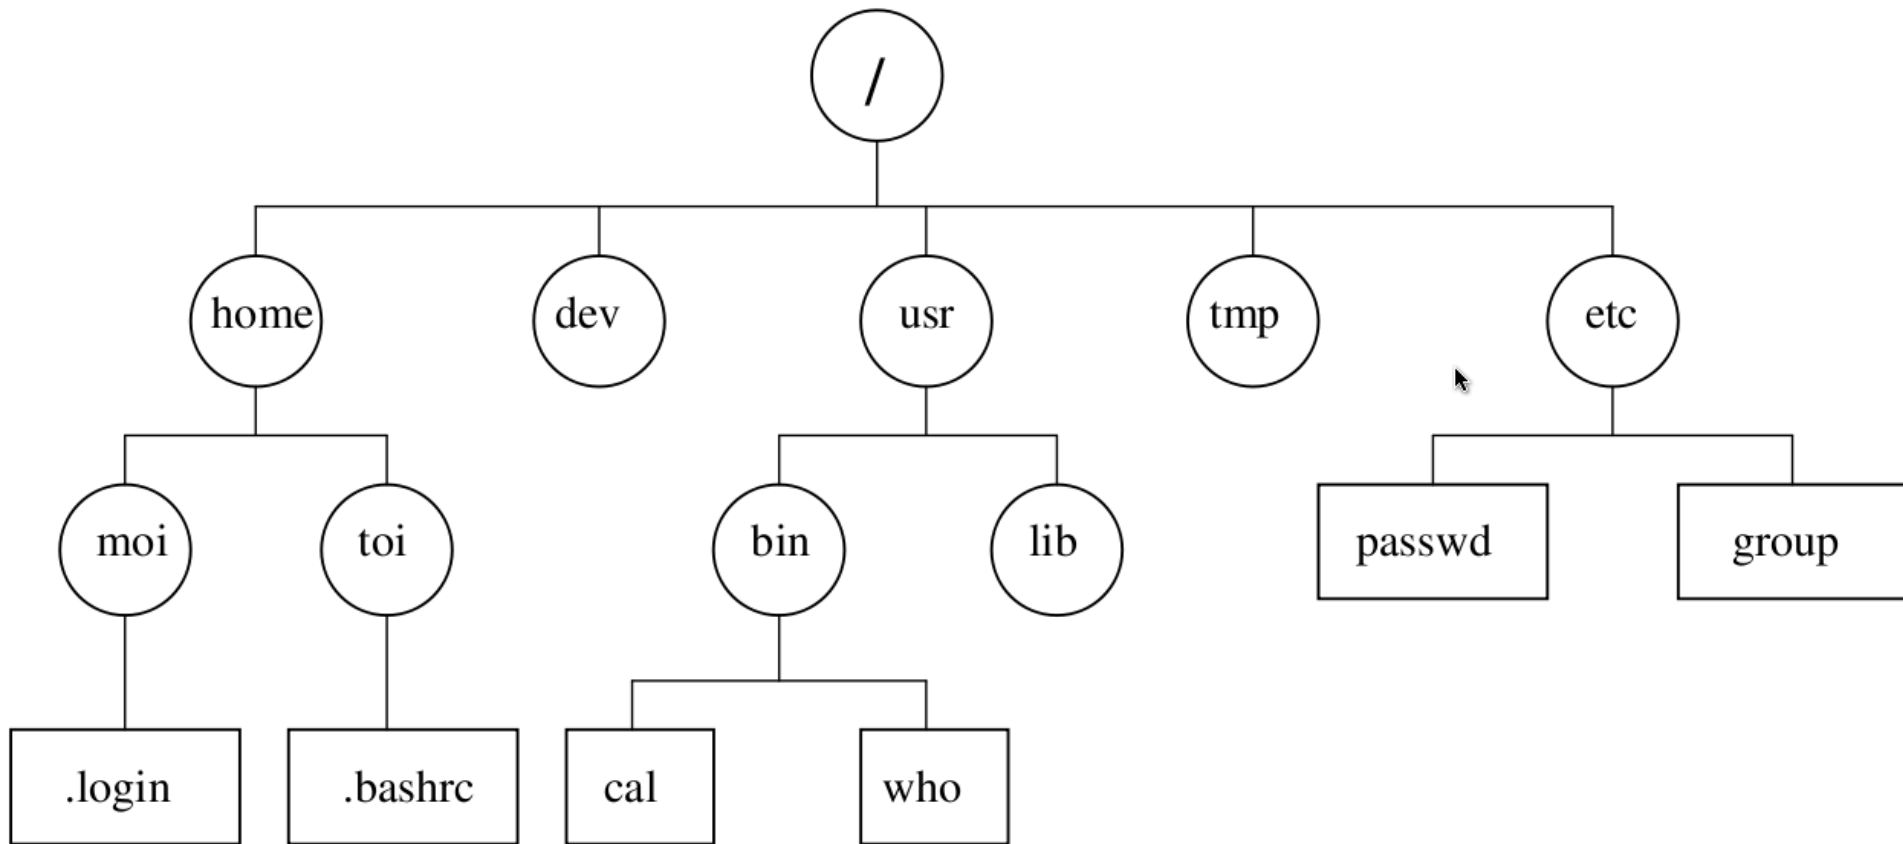 /
home
dev
usr
tmp
etc
moi
toi
bin
lib
passwd
group
.login
.bashrc
cal
who